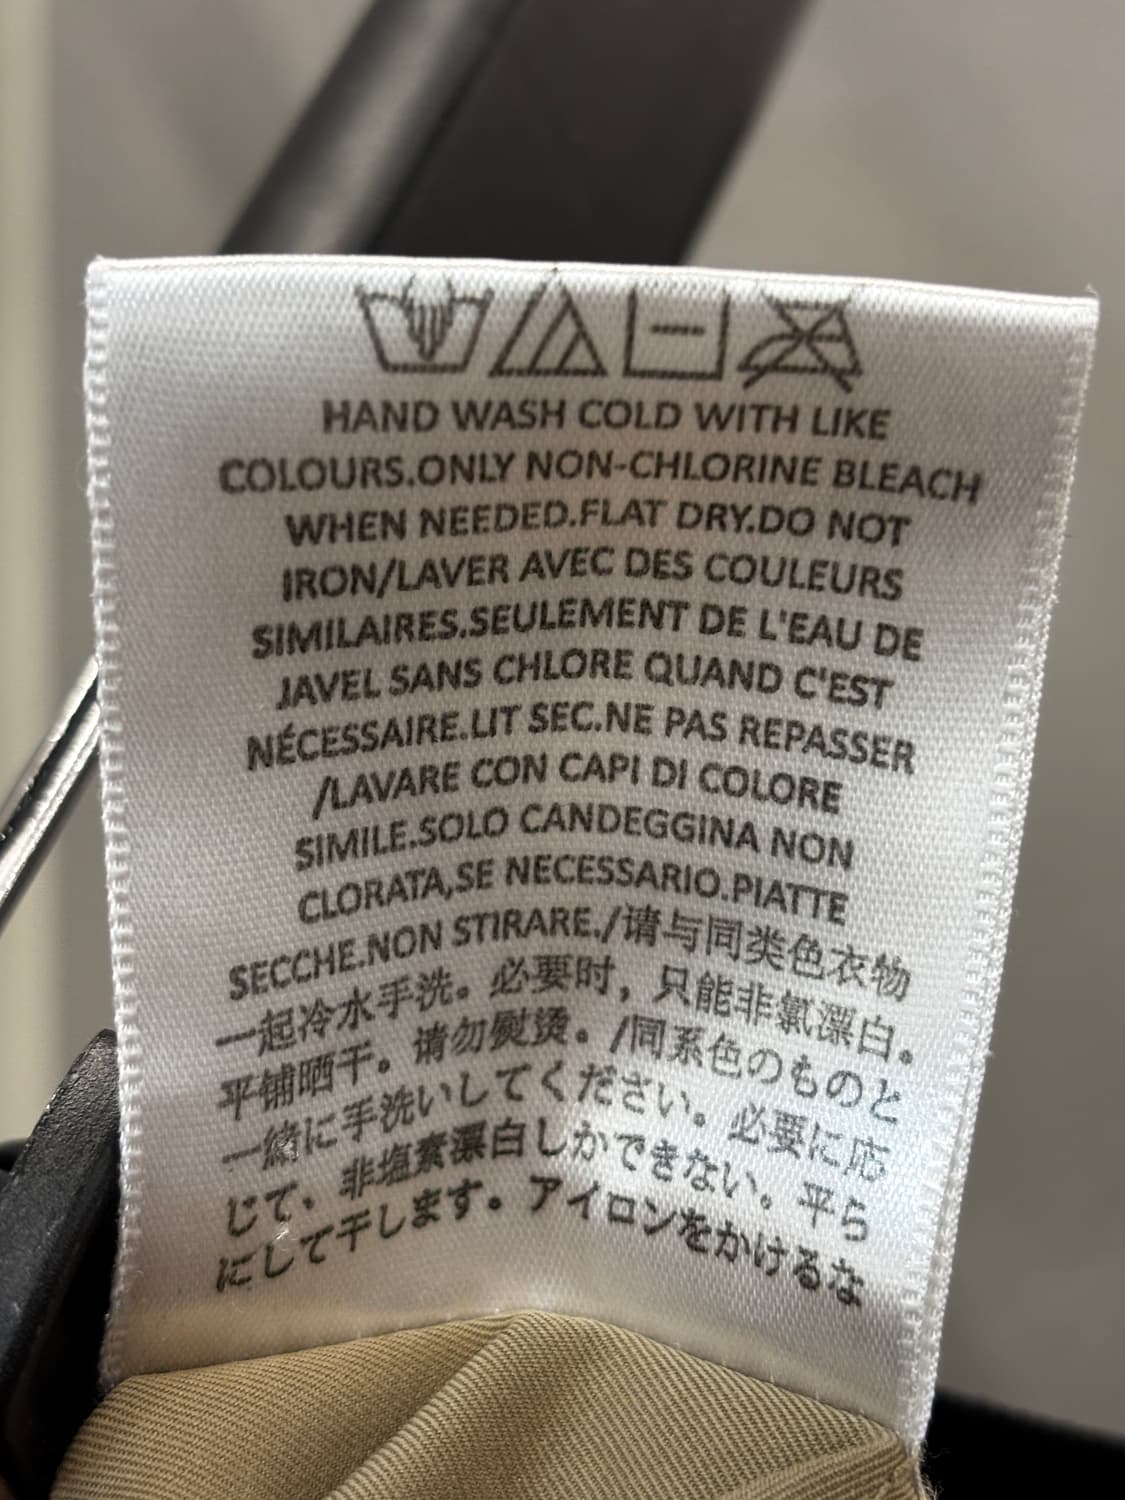 HAND WASH COLD WITH LIKE
COLOURS.ONLY NON-CHLORINE BLEACH
WHEN NEEDED.FLAT DRY.DO NOT
IRON/LAVER AVEC DES COULEURS
SIMILAIRES.SEULEMENT DE L'EAU DE
JAVEL SANS CHLORE QUAND C'EST
NÉCESSAIRE.LIT SEC.NE PAS REPASSER
/LAVARE CON CAPI DI COLORE
SIMILE.SOLO CANDEGGINA NON
CLORATA,SE NECESSARIO.PIATTE
SECCHE.NON STIRARE./请与同类色衣物
一起冷水手洗。必要时，只能非氯漂白。
平铺晒干。请勿熨烫。/同系色のものと
一緒に手洗いしてください。必要に応
じて、非塩素漂白しかできない。平ら
にして干します。アイロンをかけるな